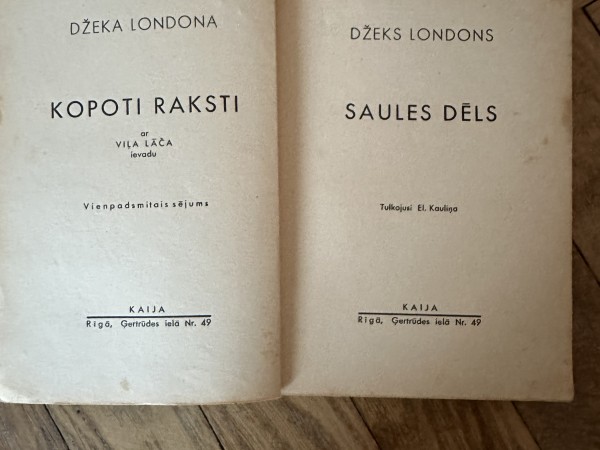 DŽEKA LONDONA
KOPOTI RAKSTI
ar
VIĻA LĀČA
ievadu
Vienpadsmitais sējums
KAIJA
Rīgā, Ģertrūdes ielā Nr. 49
DŽEKS LONDONS
SAULES DĒLS
Tulkojusi El. Kauliņa
KAIJA
Rīgā, Ģertrūdes ielā Nr. 49